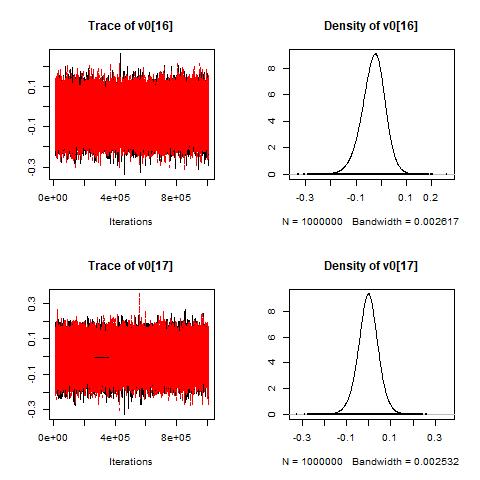 Trace of v0[16]
Density of v0[16]
0.1
-0.1
-0.3
0e+00 4e+05 8e+05
Iterations
8
6
4
2
0
-0.3 -0.1 0.1 0.2
N = 1000000 Bandwidth = 0.002617
Trace of v0[17]
Density of v0[17]
0.3
0.1
-0.1
-0.3
0e+00 4e+05 8e+05
Iterations
8
6
4
2
0
-0.3 -0.1 0.1 0.3
N = 1000000 Bandwidth = 0.002532